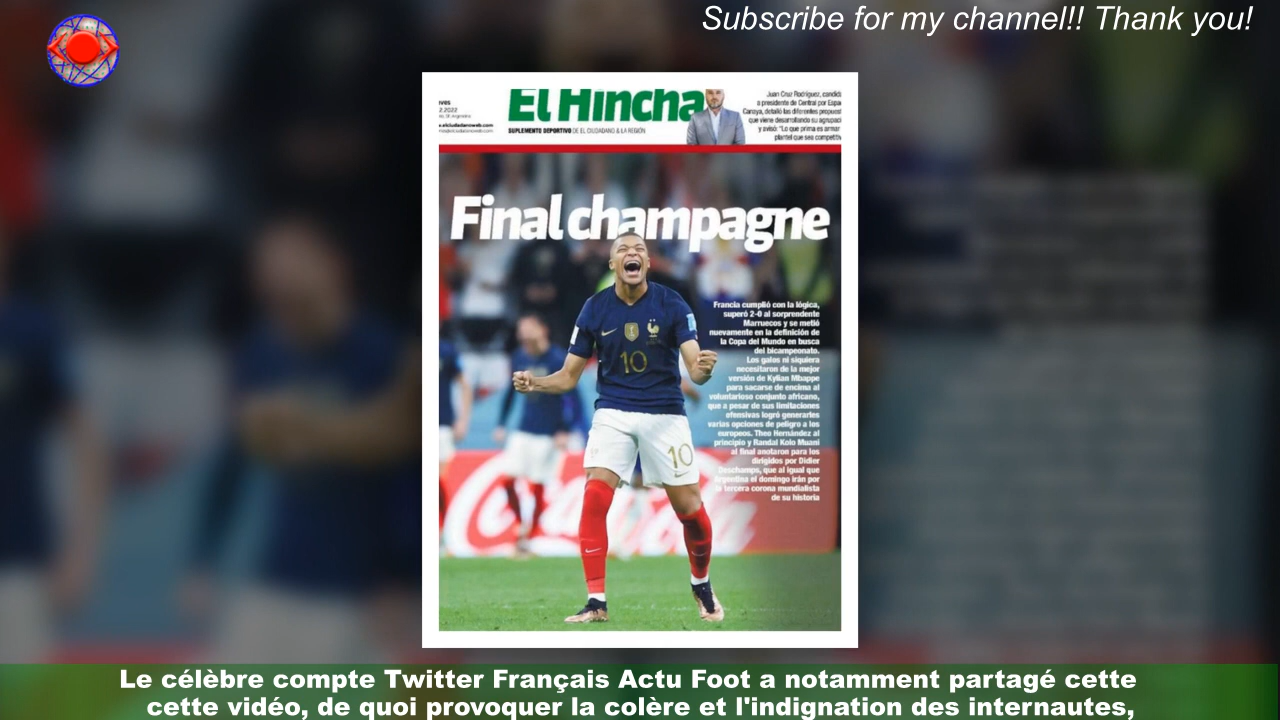 Subscribe for my channel!! Thank you!
El Hincha
SUPLEMENTO DEPORTIVO DE EL CIUDADANO & LA REGIÓN
Juan Cruz Rodríguez, candid
a presidente de Central por Espa
Canaya, detalló las diferentes propuest
que viene desarrollando su agrupaci
y avisó: "Lo que prima es armar
plantel que sea competitiv
Final champagne
Francia cumplió con la lógica,
superó 2-0 al sorprendente
Marruecos y se metió
nuevamente en la definición de
la Copa del Mundo en busca
del bicampeonato.
Los galos ni siquiera
necesitaron de la mejor
versión de Kylian Mbappe
para sacarse de encima al
voluntarioso conjunto africano,
que a pesar de sus limitaciones
ofensivas logró generarles
varias opciones de peligro a los
europeos. Theo Hernández al
principio y Randal Kolo Muani
al final anotaron para los
dirigidos por Didier
Deschamps, que al igual que
Argentina el domingo irán por
la tercera corona mundialista
de su historia
10
10
Le célèbre compte Twitter Français Actu Foot a notamment partagé cette
cette vidéo, de quoi provoquer la colère et l'indignation des internautes,